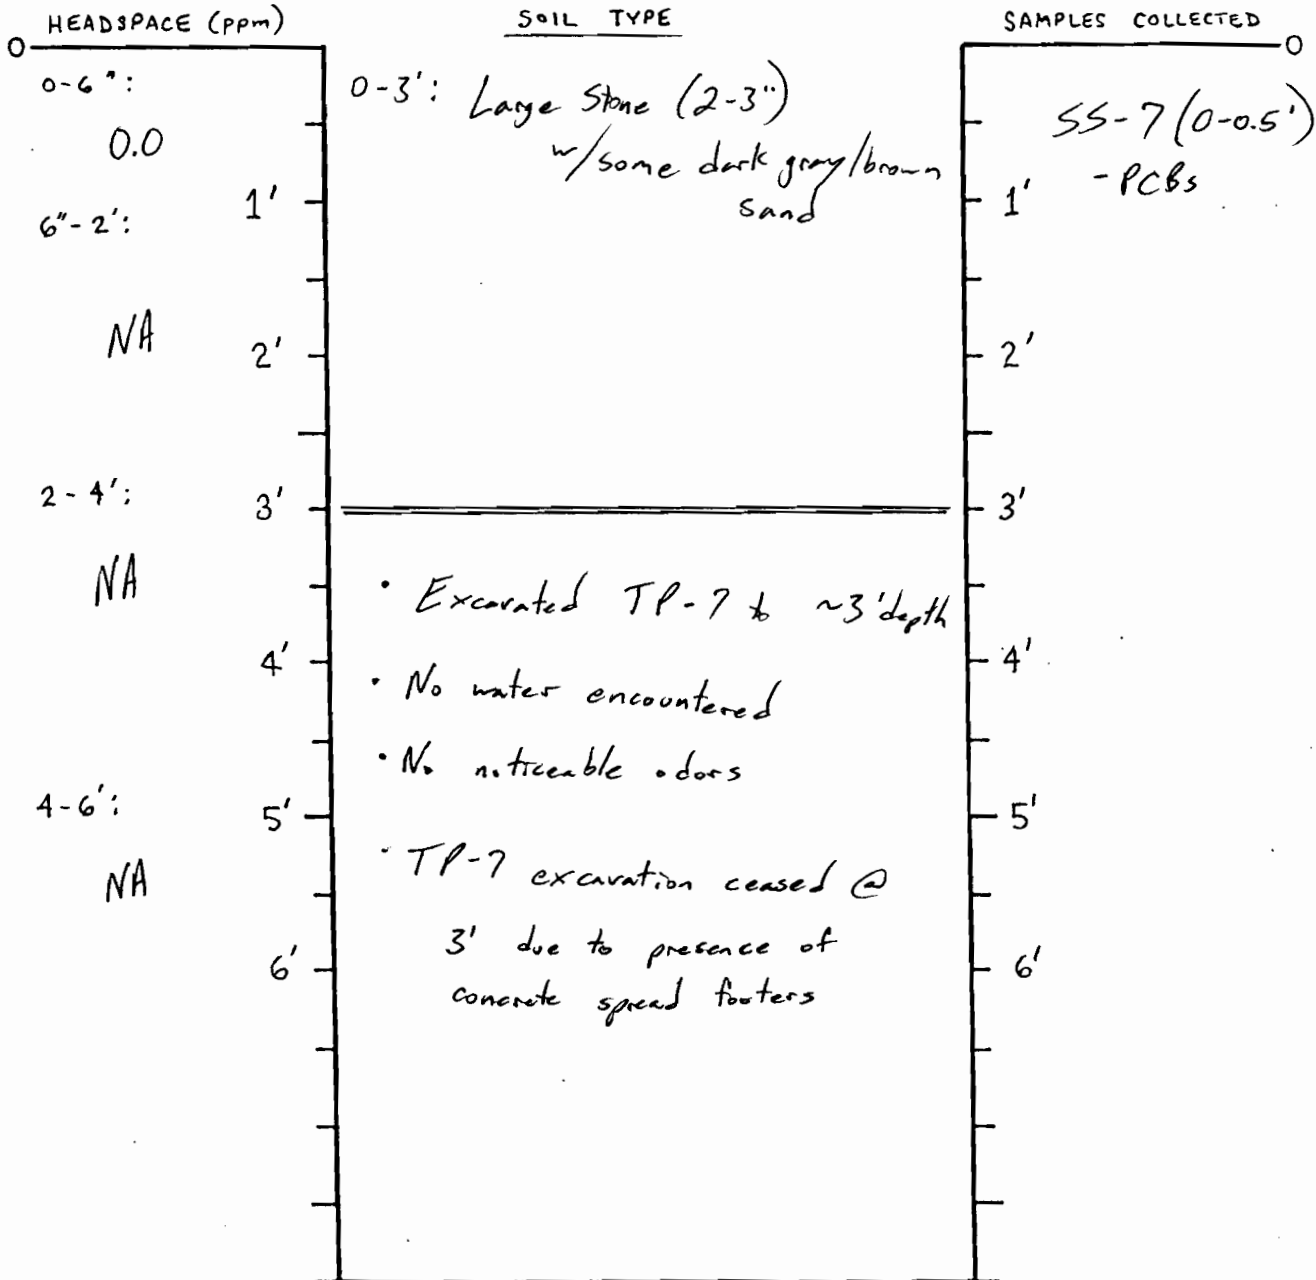 HEADSPACE (ppm)
SOIL TYPE
SAMPLES COLLECTED
0
0
0-6":
0.0
0-3': Large Stone (2-3")
w/some dark gray/brown
sand
SS-7 (0-0.5')
- PCBs
1'
1'
6"-2':
NA
2'
2'
2-4':
3'
3'
NA
• Excavated TP-7 to ~3' depth
4'
4'
• No water encountered
• No noticeable odors
4-6':
5'
5'
NA
• TP-7 excavation ceased @
3' due to presence of
concrete spread footers
6'
6'